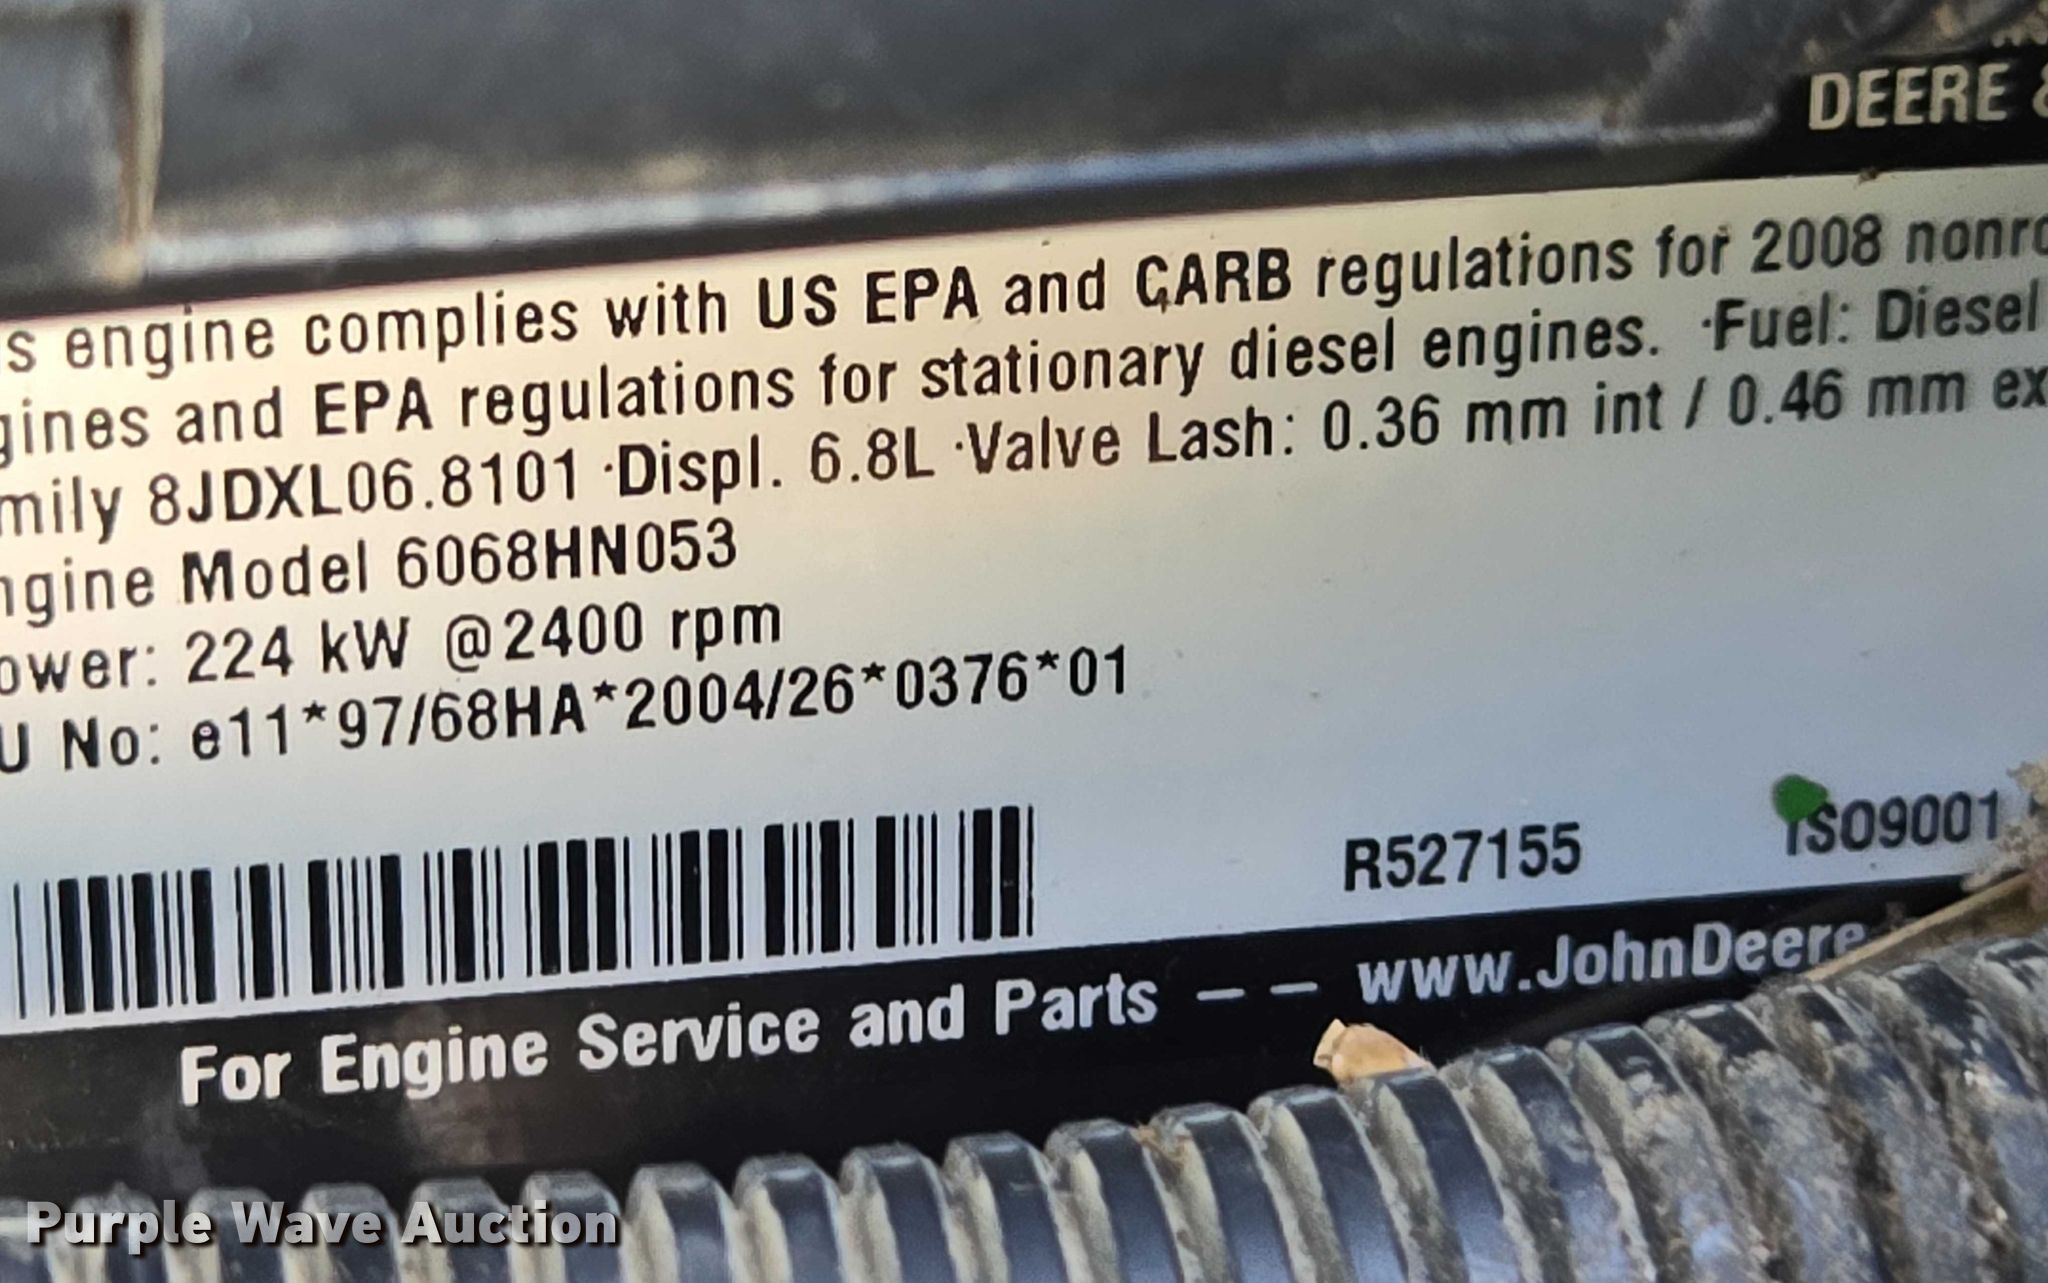 DEERE &
s engine complies with US EPA and CARB regulations for 2008 nonro
gines and EPA regulations for stationary diesel engines. ·Fuel: Diesel
mily 8JDXL06.8101 ·Displ. 6.8L ·Valve Lash: 0.36 mm int / 0.46 mm ex
ngine Model 6068HN053
ower: 224 kW @2400 rpm
U No: e11*97/68HA*2004/26*0376*01
R527155 ISO9001
For Engine Service and Parts -- www.JohnDeere
Purple Wave Auction